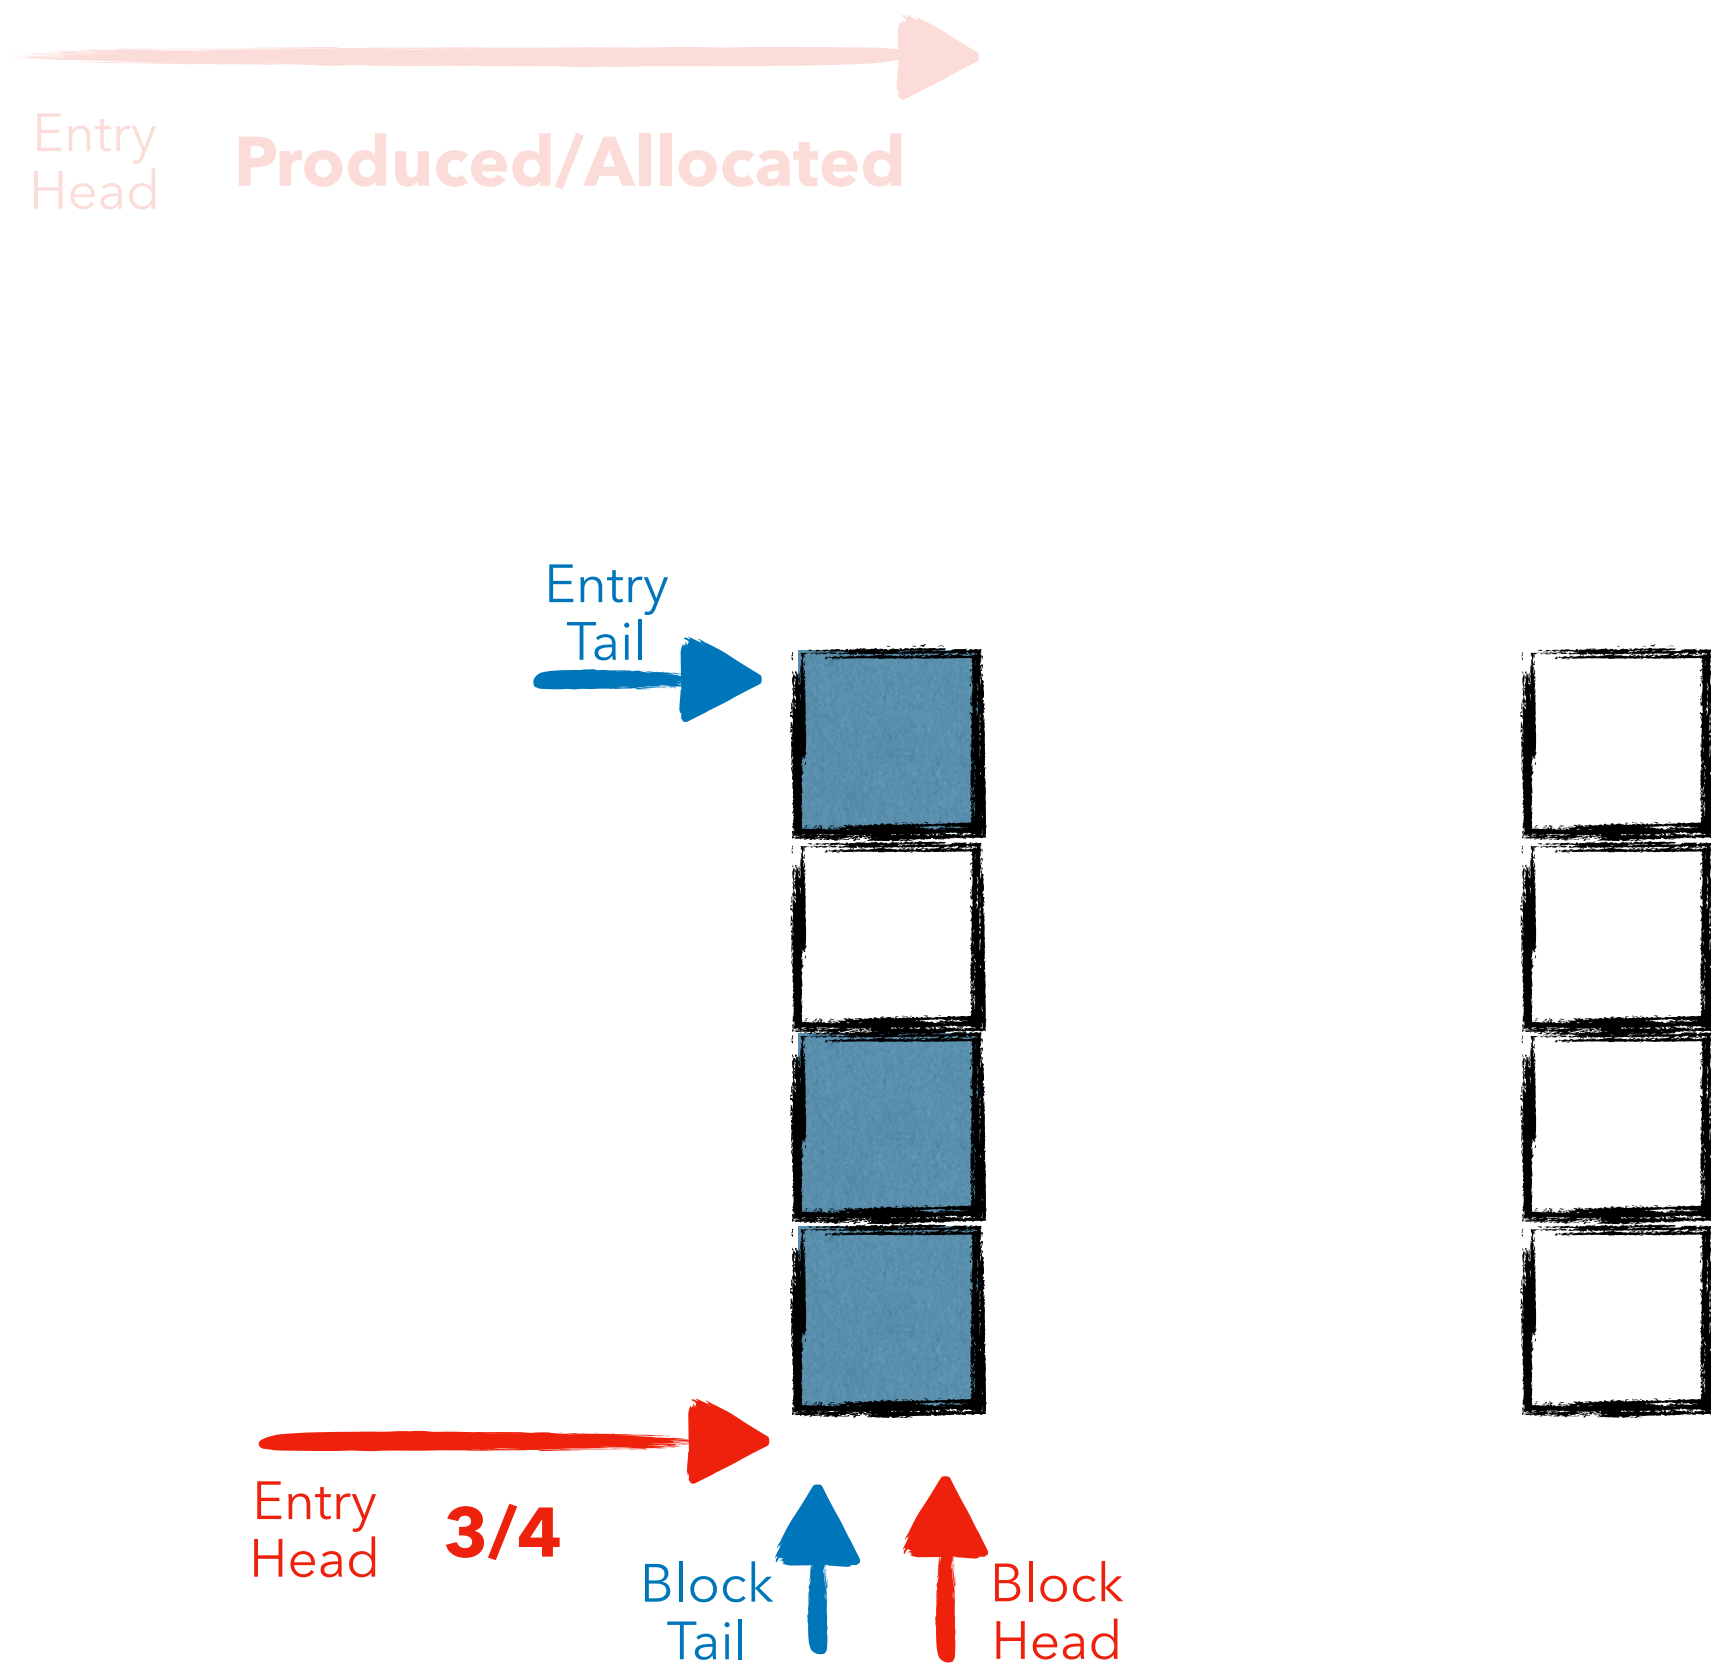 Entry
Head
Produced/Allocated
Entry
Tail
Entry
Head
3/4
Block
Tail
Block
Head